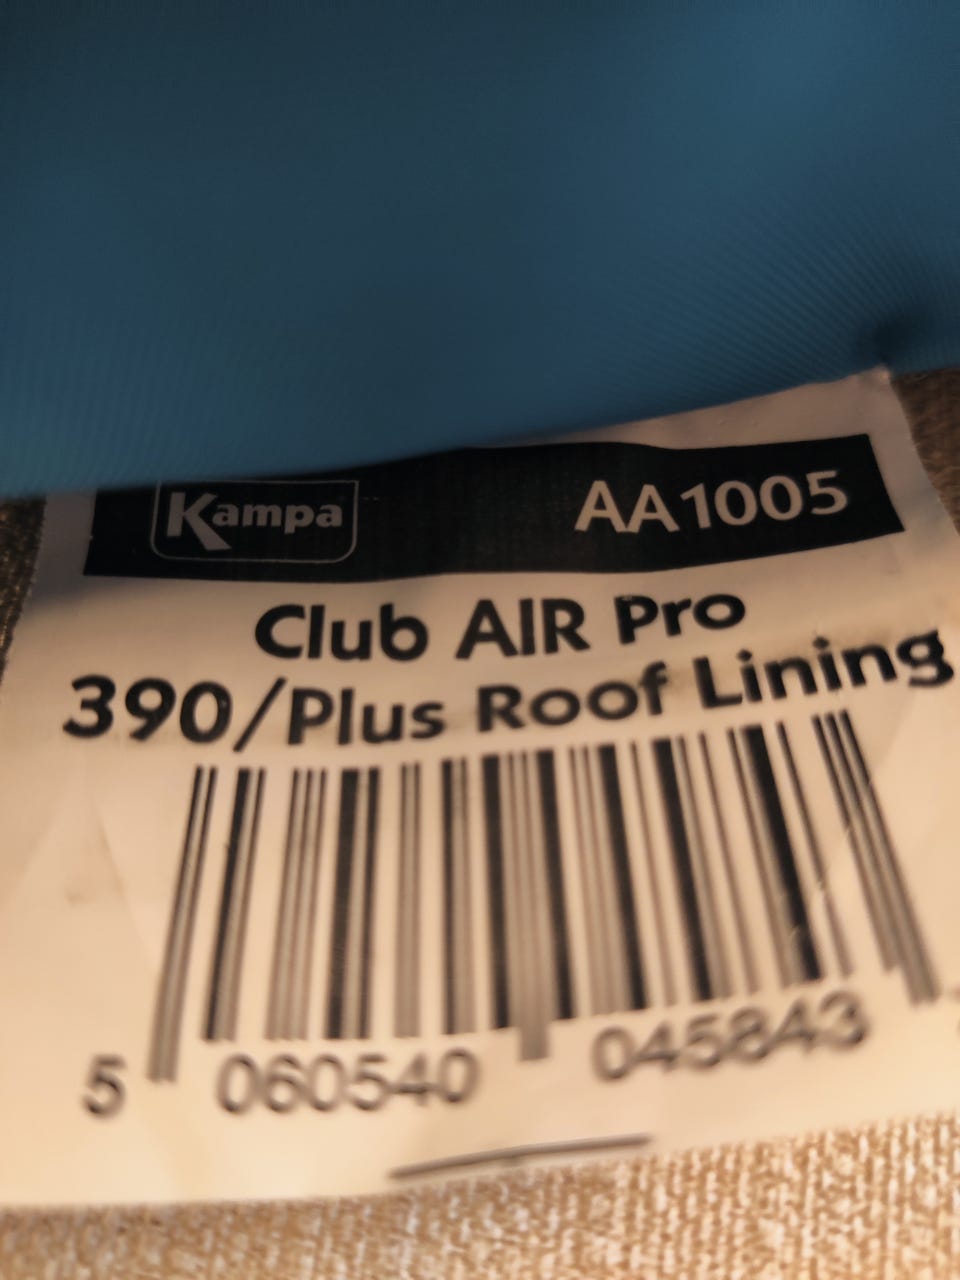 Kampa AA1005
Club AIR Pro
390/Plus Roof Lining
5 060540 045843